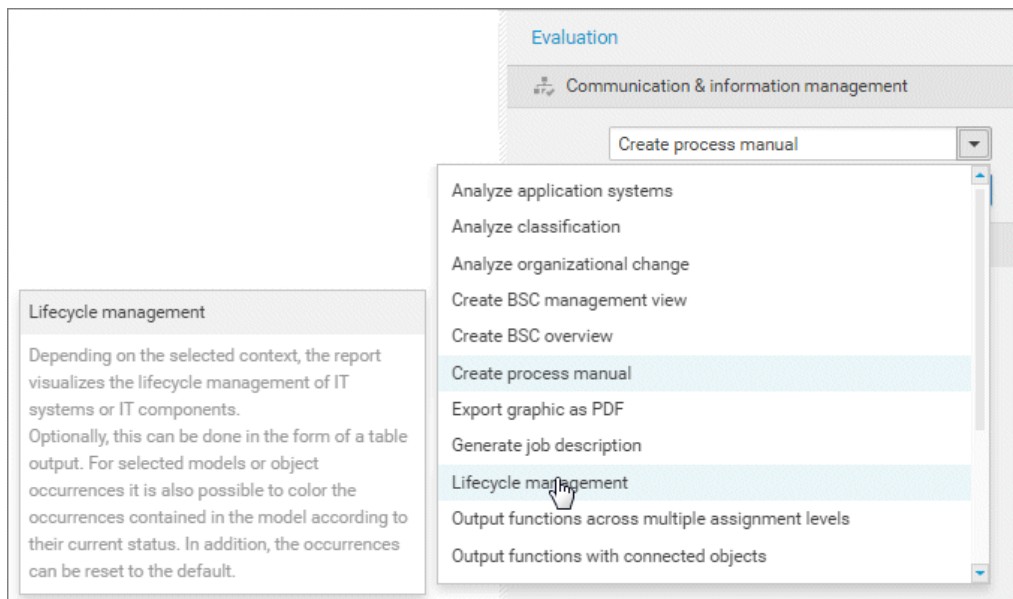 Evaluation
Communication & information management
Create process manual
Analyze application systems
Analyze classification
Analyze organizational change
Create BSC management view
Create BSC overview
Create process manual
Export graphic as PDF
Generate job description
Lifecycle management
Output functions across multiple assignment levels
Output functions with connected objects
Lifecycle management
Depending on the selected context, the report
visualizes the lifecycle management of IT
systems or IT components.
Optionally, this can be done in the form of a table
output. For selected models or object
occurrences it is also possible to color the
occurrences contained in the model according to
their current status. In addition, the occurrences
can be reset to the default.